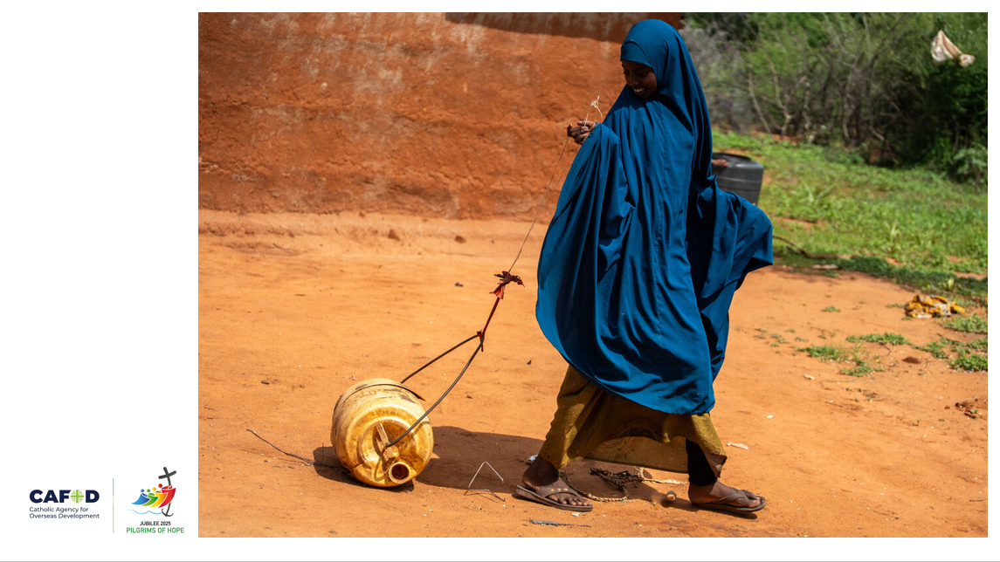 CAFOD
Catholic Agency for
Overseas Development
JUBILEE 2025
PILGRIMS OF HOPE